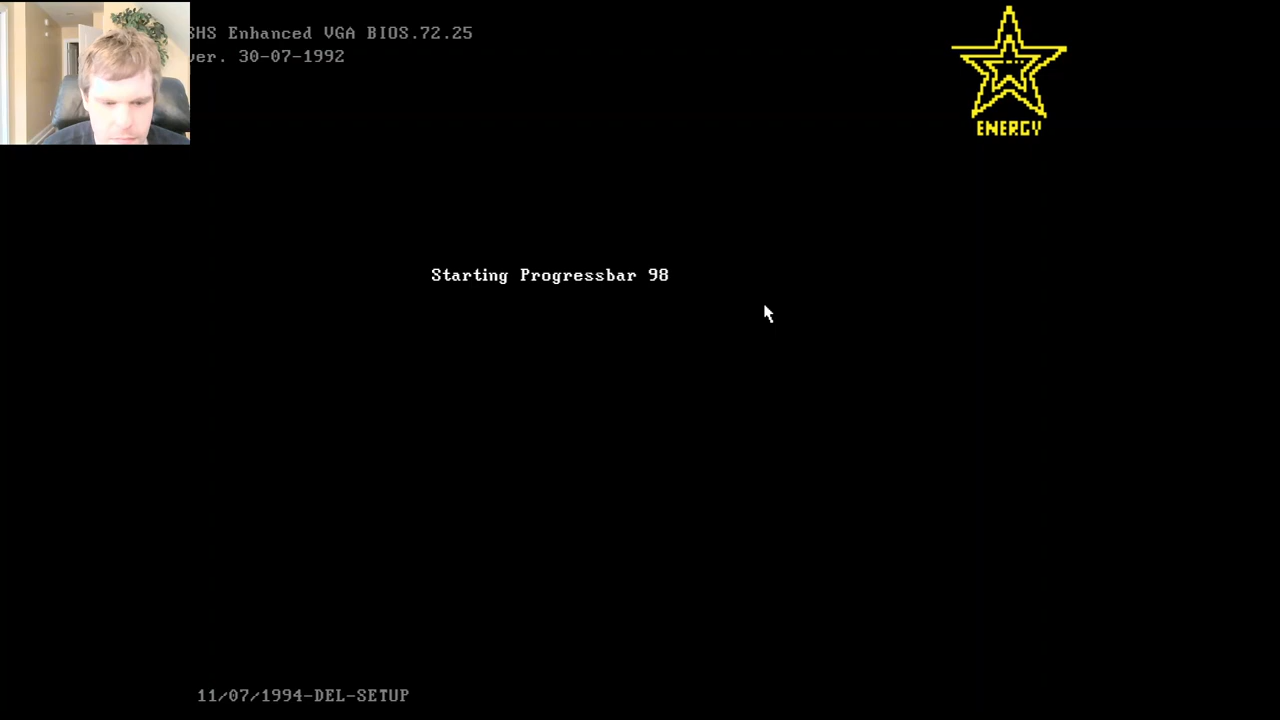 SHS Enhanced VGA BIOS.72.25
ver. 30-07-1992
ENERGY
Starting Progressbar 98
11/07/1994-DEL-SETUP